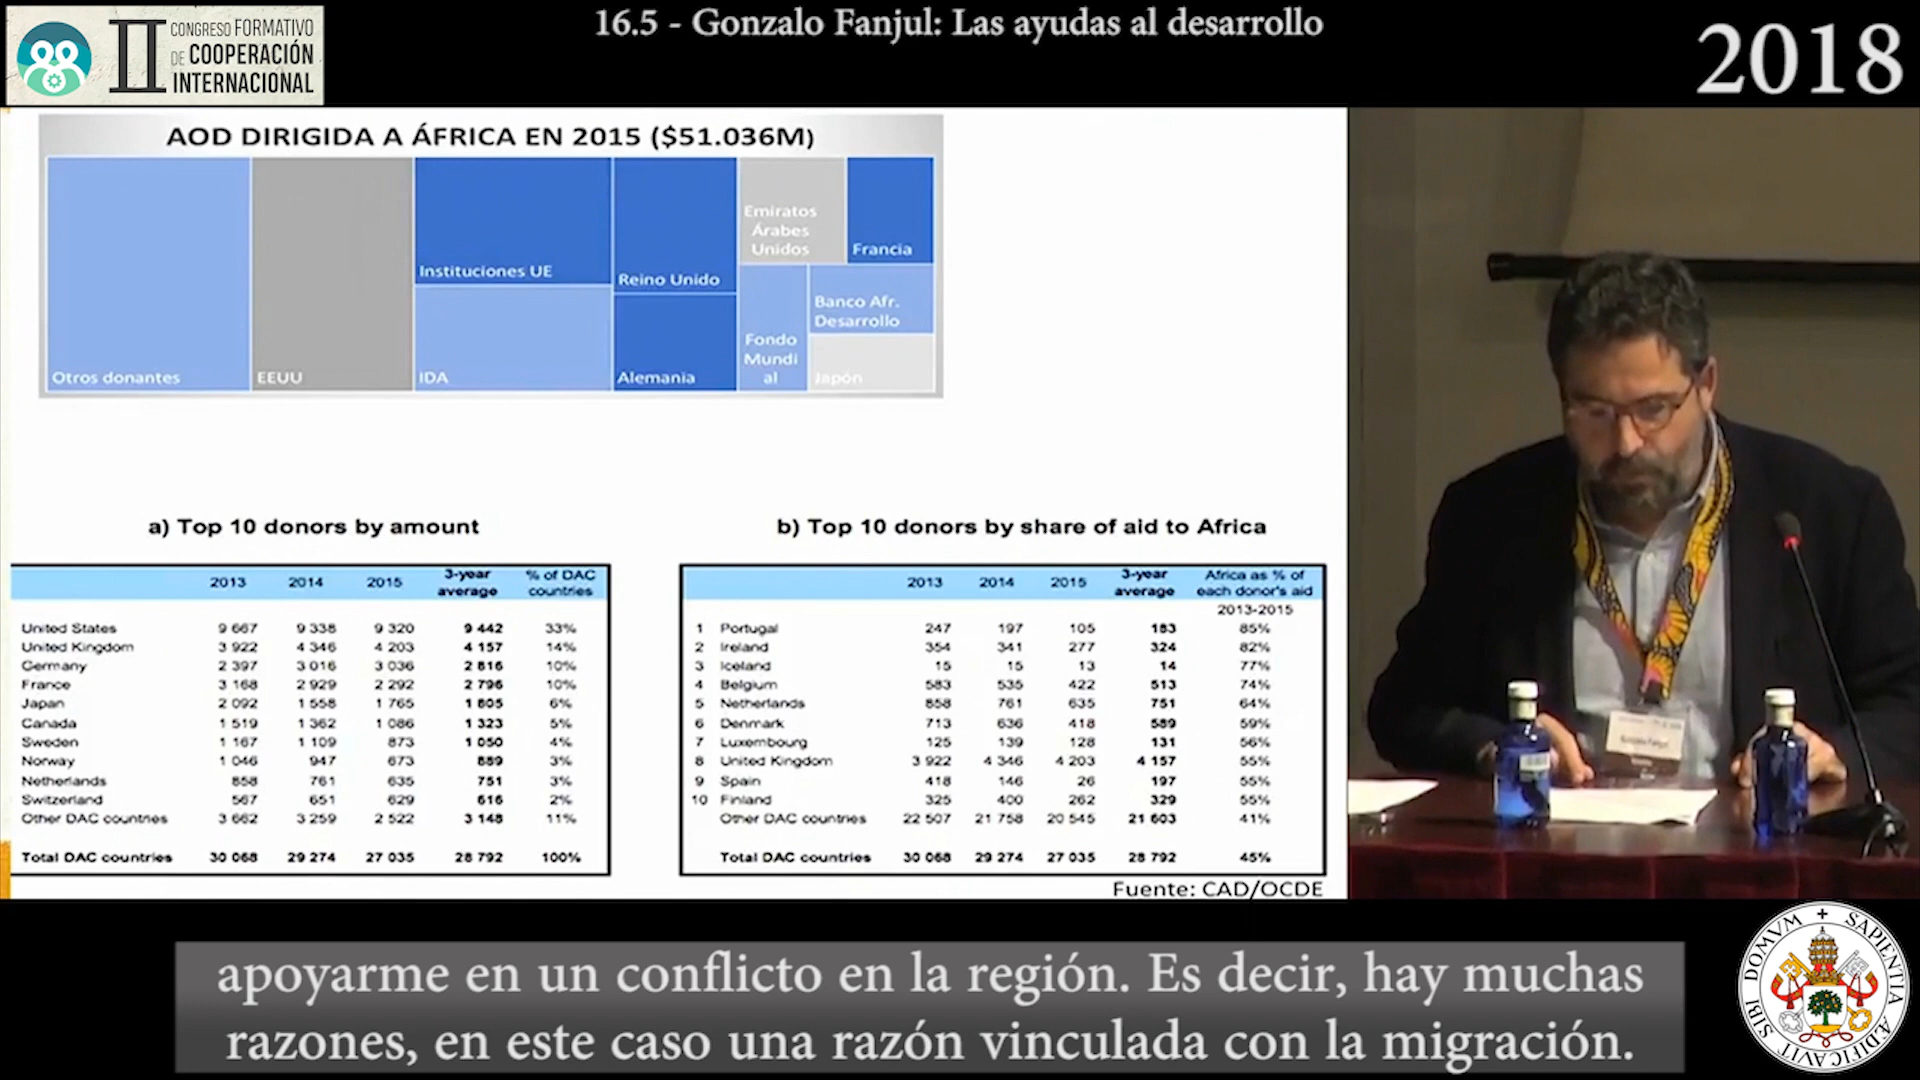 CONGRESO FORMATIVO
II
DE COOPERACIÓN
INTERNACIONAL
16.5 - Gonzalo Fanjul: Las ayudas al desarrollo
2018
AOD DIRIGIDA A ÁFRICA EN 2015 ($51.036M)
Otros donantes
EEUU
Instituciones UE
IDA
Reino Unido
Alemania
Emiratos
Árabes
Unidos
Francia
Fondo
Mundi
al
Banco Afr.
Desarrollo
Japón
a) Top 10 donors by amount
2013 2014 2015 3-year average % of DAC countries
United States 9 667 9 338 9 320 9 442 33%
United Kingdom 3 922 4 346 4 203 4 157 14%
Germany 2 397 3 016 3 036 2 816 10%
France 3 168 2 929 2 292 2 796 10%
Japan 2 092 1 558 1 765 1 805 6%
Canada 1 519 1 362 1 086 1 323 5%
Sweden 1 167 1 109 873 1 050 4%
Norway 1 046 947 673 889 3%
Netherlands 858 761 635 751 3%
Switzerland 567 651 629 616 2%
Other DAC countries 3 662 3 259 2 522 3 148 11%
Total DAC countries 30 068 29 274 27 035 28 792 100%
b) Top 10 donors by share of aid to Africa
2013 2014 2015 3-year average Africa as % of each donor's aid
2013-2015
1 Portugal 247 197 105 183 85%
2 Ireland 354 341 277 324 82%
3 Iceland 15 15 13 14 77%
4 Belgium 583 535 422 513 74%
5 Netherlands 858 761 635 751 64%
6 Denmark 713 636 418 589 59%
7 Luxembourg 125 139 128 131 56%
8 United Kingdom 3 922 4 346 4 203 4 157 55%
9 Spain 418 146 26 197 55%
10 Finland 325 400 262 329 55%
Other DAC countries 22 507 21 758 20 545 21 603 41%
Total DAC countries 30 068 29 274 27 035 28 792 45%
Fuente: CAD/OCDE
apoyarme en un conflicto en la región. Es decir, hay muchas
razones, en este caso una razón vinculada con la migración.
SIBI DOMVM SAPIENTIA ÆDIFICAVIT